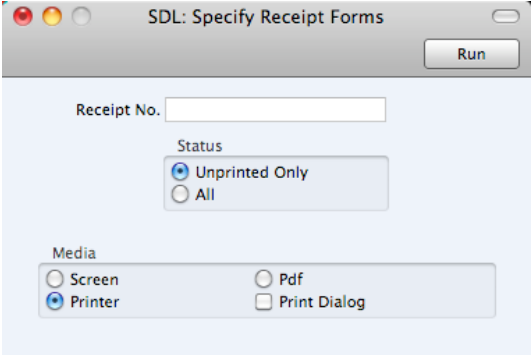 SDL: Specify Receipt Forms
Run
Receipt No.
Status
Unprinted Only
All
Media
Screen
Pdf
Printer
Print Dialog